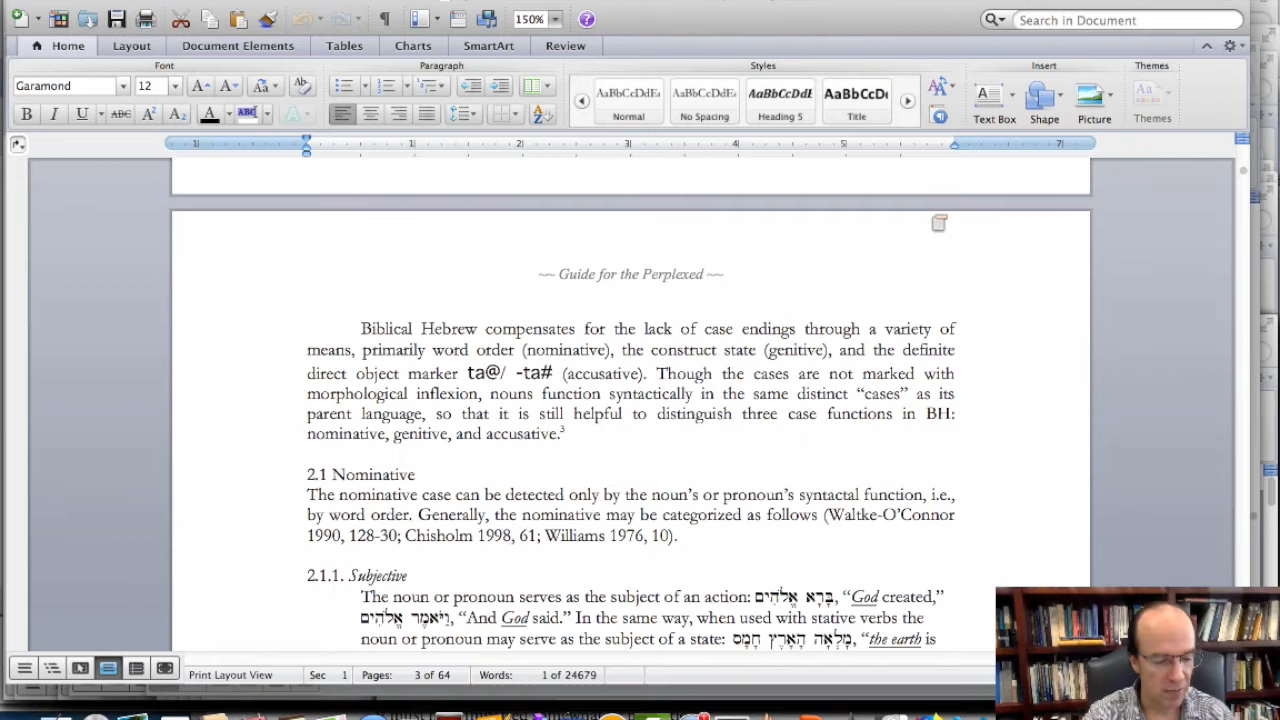 150%
Search in Document
Home Layout Document Elements Tables Charts SmartArt Review
Font Paragraph Styles Insert Themes
Garamond 12
AaBbCcDdEe AaBbCcDdEe AaBbCcDdE AaBbCcDc
Normal No Spacing Heading 5 Title
Text Box Shape Picture Themes
~~ Guide for the Perplexed ~~
Biblical Hebrew compensates for the lack of case endings through a variety of
means, primarily word order (nominative), the construct state (genitive), and the definite
direct object marker ta@/ -ta# (accusative). Though the cases are not marked with
morphological inflexion, nouns function syntactically in the same distinct “cases” as its
parent language, so that it is still helpful to distinguish three case functions in BH:
nominative, genitive, and accusative.3
2.1 Nominative
The nominative case can be detected only by the noun’s or pronoun’s syntactal function, i.e.,
by word order. Generally, the nominative may be categorized as follows (Waltke-O’Connor
1990, 128-30; Chisholm 1998, 61; Williams 1976, 10).
2.1.1. Subjective
The noun or pronoun serves as the subject of an action: בָּרָא אֱלֹהִים, “God created,”
וַיֹּאמֶר אֱלֹהִים, “And God said.” In the same way, when used with stative verbs the
noun or pronoun may serve as the subject of a state: מָלְאָה הָאָרֶץ חָמָס, “the earth is
Print Layout View Sec 1 Pages: 3 of 64 Words: 1 of 24679